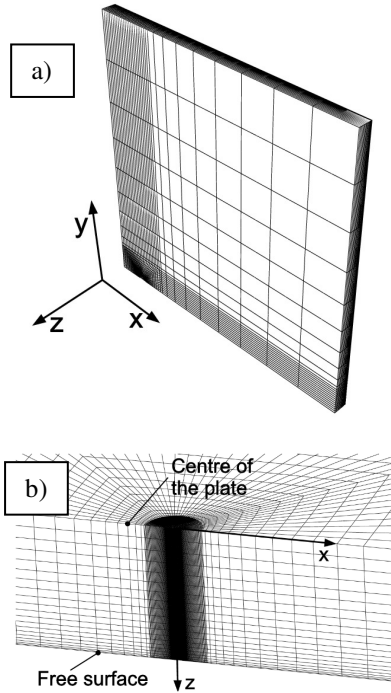 a)
y
z
x
b)
Centre of
the plate
x
Free surface
z